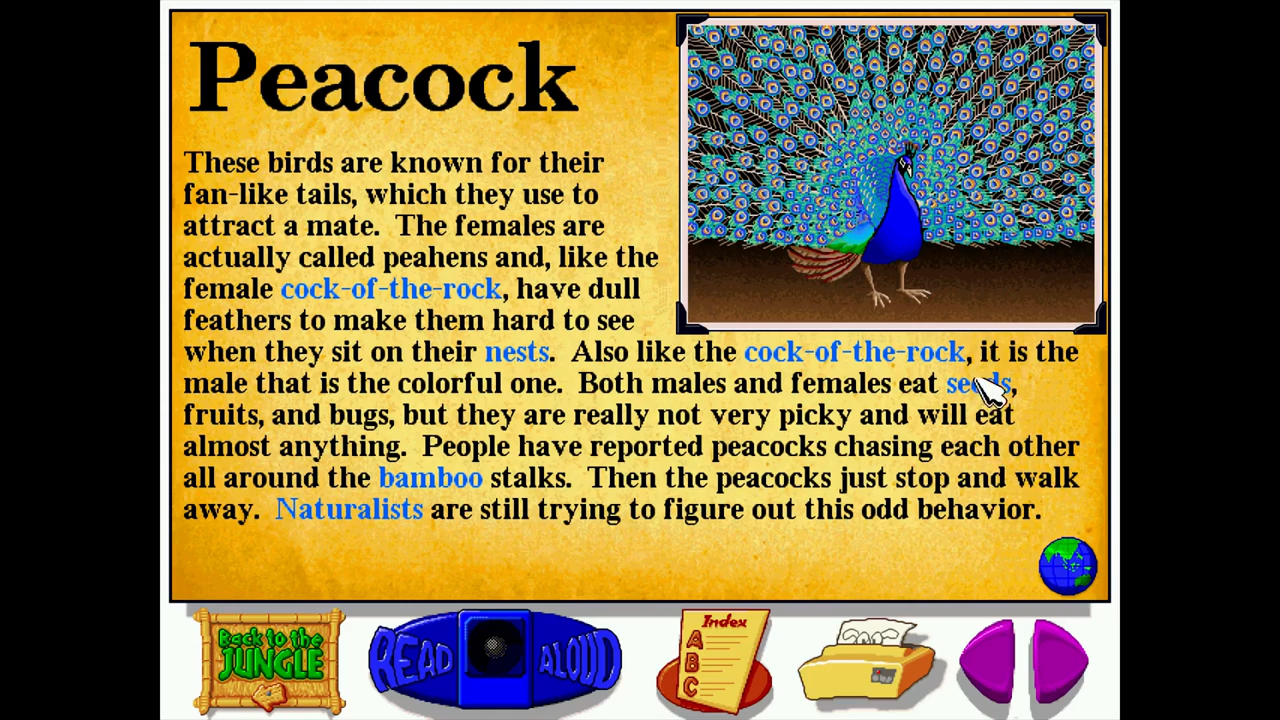 Peacock
These birds are known for their
fan-like tails, which they use to
attract a mate.  The females are
actually called peahens and, like the
female cock-of-the-rock, have dull
feathers to make them hard to see
when they sit on their nests.  Also like the cock-of-the-rock, it is the
male that is the colorful one.  Both males and females eat seeds,
fruits, and bugs, but they are really not very picky and will eat
almost anything.  People have reported peacocks chasing each other
all around the bamboo stalks.  Then the peacocks just stop and walk
away.  Naturalists are still trying to figure out this odd behavior.
Back to the
JUNGLE
READ ALOUD
Index
A
B
C